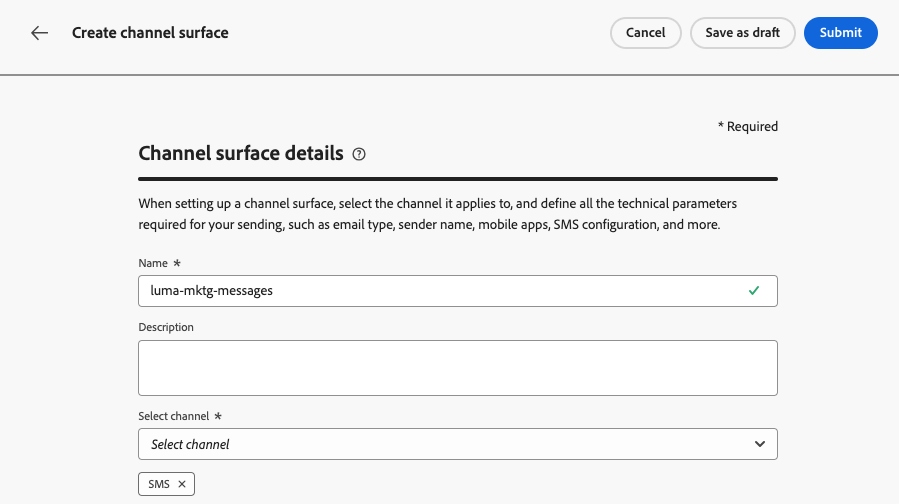 Create channel surface
Cancel
Save as draft
Submit
* Required
Channel surface details
When setting up a channel surface, select the channel it applies to, and define all the technical parameters
required for your sending, such as email type, sender name, mobile apps, SMS configuration, and more.
Name *
luma-mktg-messages
Description
Select channel *
Select channel
SMS